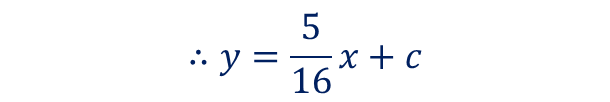 ∴ y = 5/16 x + c